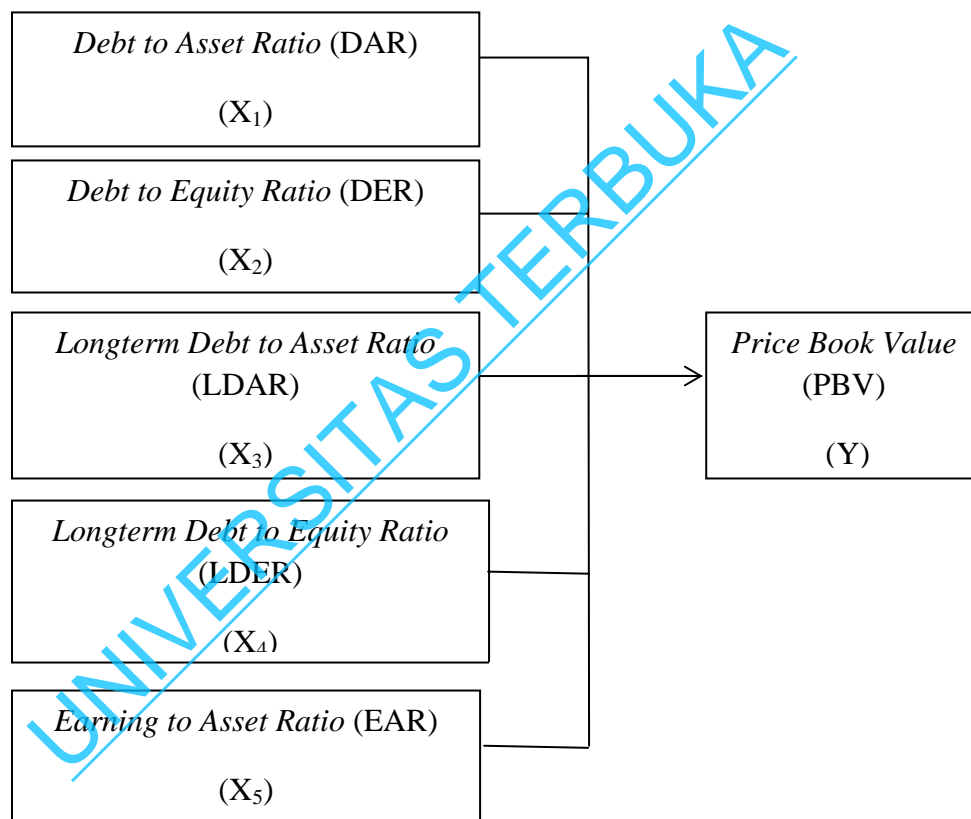 Debt to Asset Ratio (DAR)
(X₁)
Debt to Equity Ratio (DER)
(X₂)
Longterm Debt to Asset Ratio
(LDAR)
(X₃)
Longterm Debt to Equity Ratio
(LDER)
(X₄)
Earning to Asset Ratio (EAR)
(X₅)
Price Book Value
(PBV)
(Y)
UNIVERSITAS TERBUKA